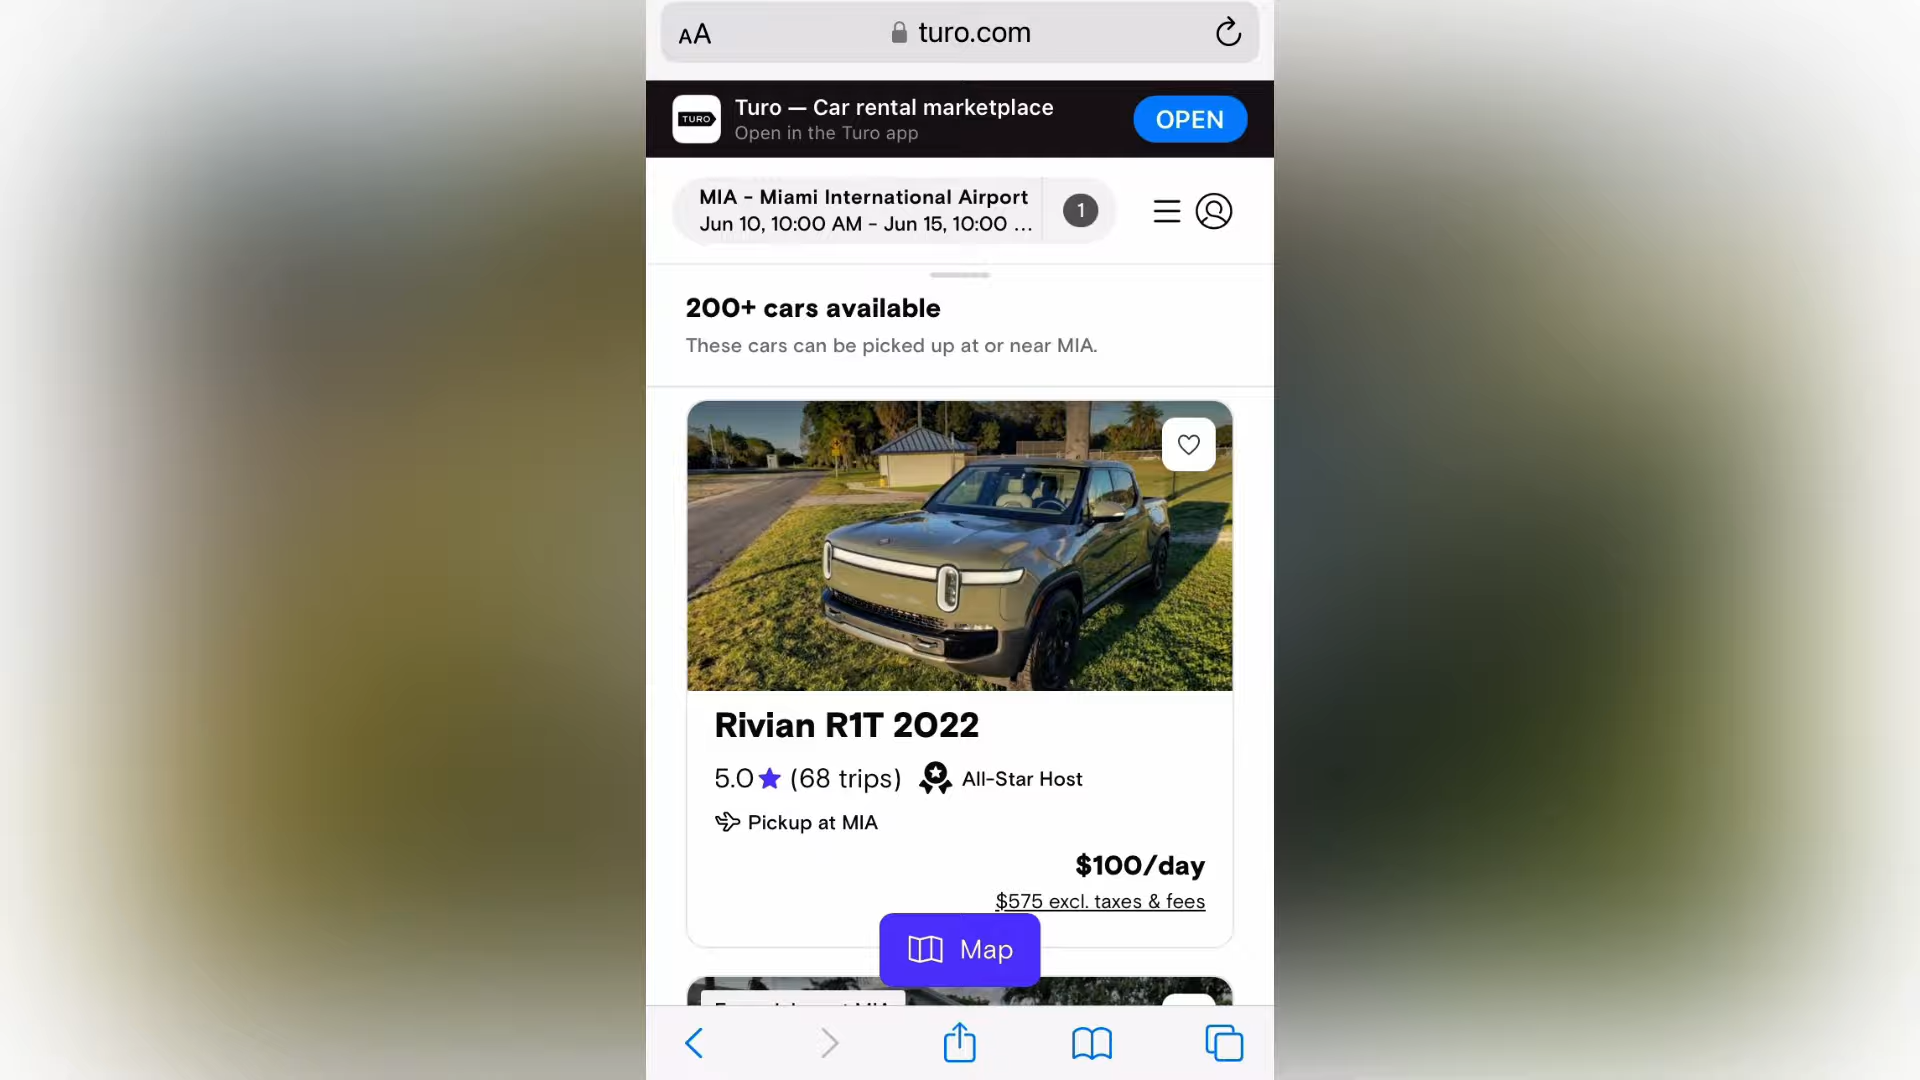 AA turo.com
TURO
Turo — Car rental marketplace
Open in the Turo app
OPEN
MIA - Miami International Airport
Jun 10, 10:00 AM - Jun 15, 10:00 ...
1
200+ cars available
These cars can be picked up at or near MIA.
Rivian R1T 2022
5.0 (68 trips) All-Star Host
Pickup at MIA
$100/day
$575 excl. taxes & fees
Map